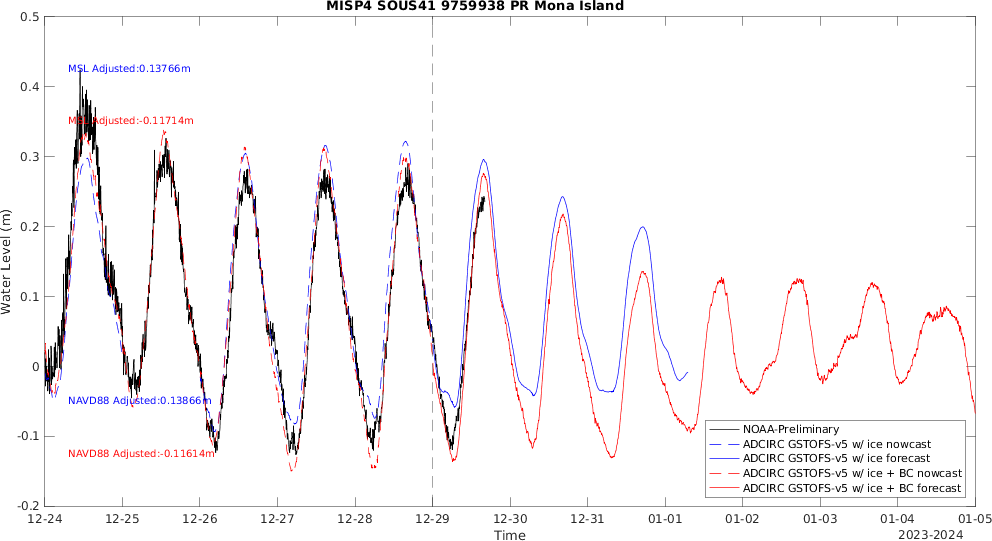 MISP4 SOUS41 9759938 PR Mona Island
0.5
0.4
0.3
0.2
0.1
0
-0.1
-0.2
Water Level (m)
MSL Adjusted:0.13766m
MSL Adjusted:-0.11714m
NAVD88 Adjusted:0.13866m
NAVD88 Adjusted:-0.11614m
NOAA-Preliminary
ADCIRC GSTOFS-v5 w/ ice nowcast
ADCIRC GSTOFS-v5 w/ ice forecast
ADCIRC GSTOFS-v5 w/ ice + BC nowcast
ADCIRC GSTOFS-v5 w/ ice + BC forecast
12-24 12-25 12-26 12-27 12-28 12-29 12-30 12-31 01-01 01-02 01-03 01-04 01-05
Time
2023-2024